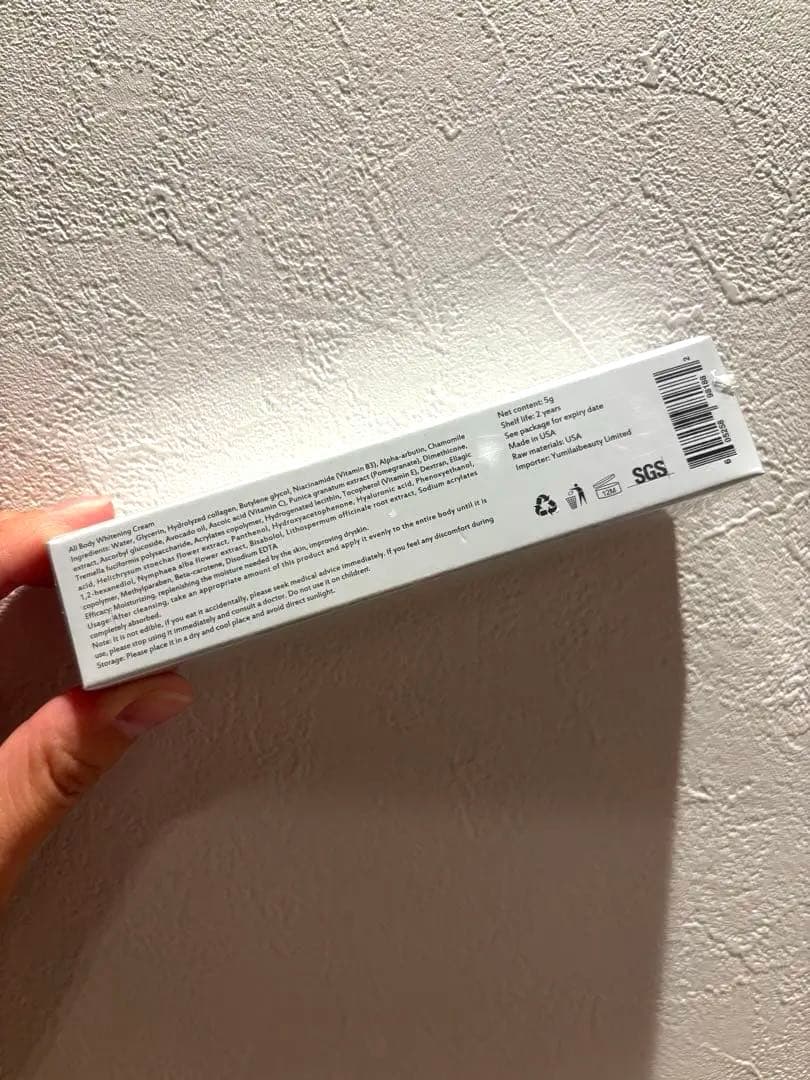 All Body Whitening Cream
Ingredients: Water, Glycerin, Hydrolyzed collagen, Butylene glycol, Niacinamide (Vitamin B3), Alpha-arbutin, Chamomile
extract, Ascorbyl glucoside, Avocado oil, Ascoic acid (Vitamin C), Punica granatum extract (Pomegranate), Dimethicone,
Tremella fuciformis polysaccharide, Acrylates copolymer, Hydrogenated lecithin, Tocopherol (Vitamin E), Dextran, Ellagic
acid, Helichrysum stoechas flower extract, Panthenol, Hydroxyacetophenone, Hyaluronic acid, Phenoxyethanol,
1,2-hexanediol, Nymphaea alba flower extract, Bisabolol, Lithospermum officinale root extract, Sodium acrylates
copolymer, Methylparaben, Beta-carotene, Disodium EDTA
Efficacy: Moisturizing, replenishing the moisture needed by the skin, improving dryskin.
Usage: After cleansing, take an appropriate amount of this product and apply it evenly to the entire body until it is
completely absorbed.
Note: It is not edible, if you eat it accidentally, please seek medical advice immediately. If you feel any discomfort during
use, please stop using it immediately and consult a doctor. Do not use it on children.
Storage: Please place it in a dry and cool place and avoid direct sunlight.
Net content: 5g
Shelf life: 2 years
See package for expiry date
Made in USA
Raw materials: USA
Importer: Yumilaibeauty Limited
12M
SGS